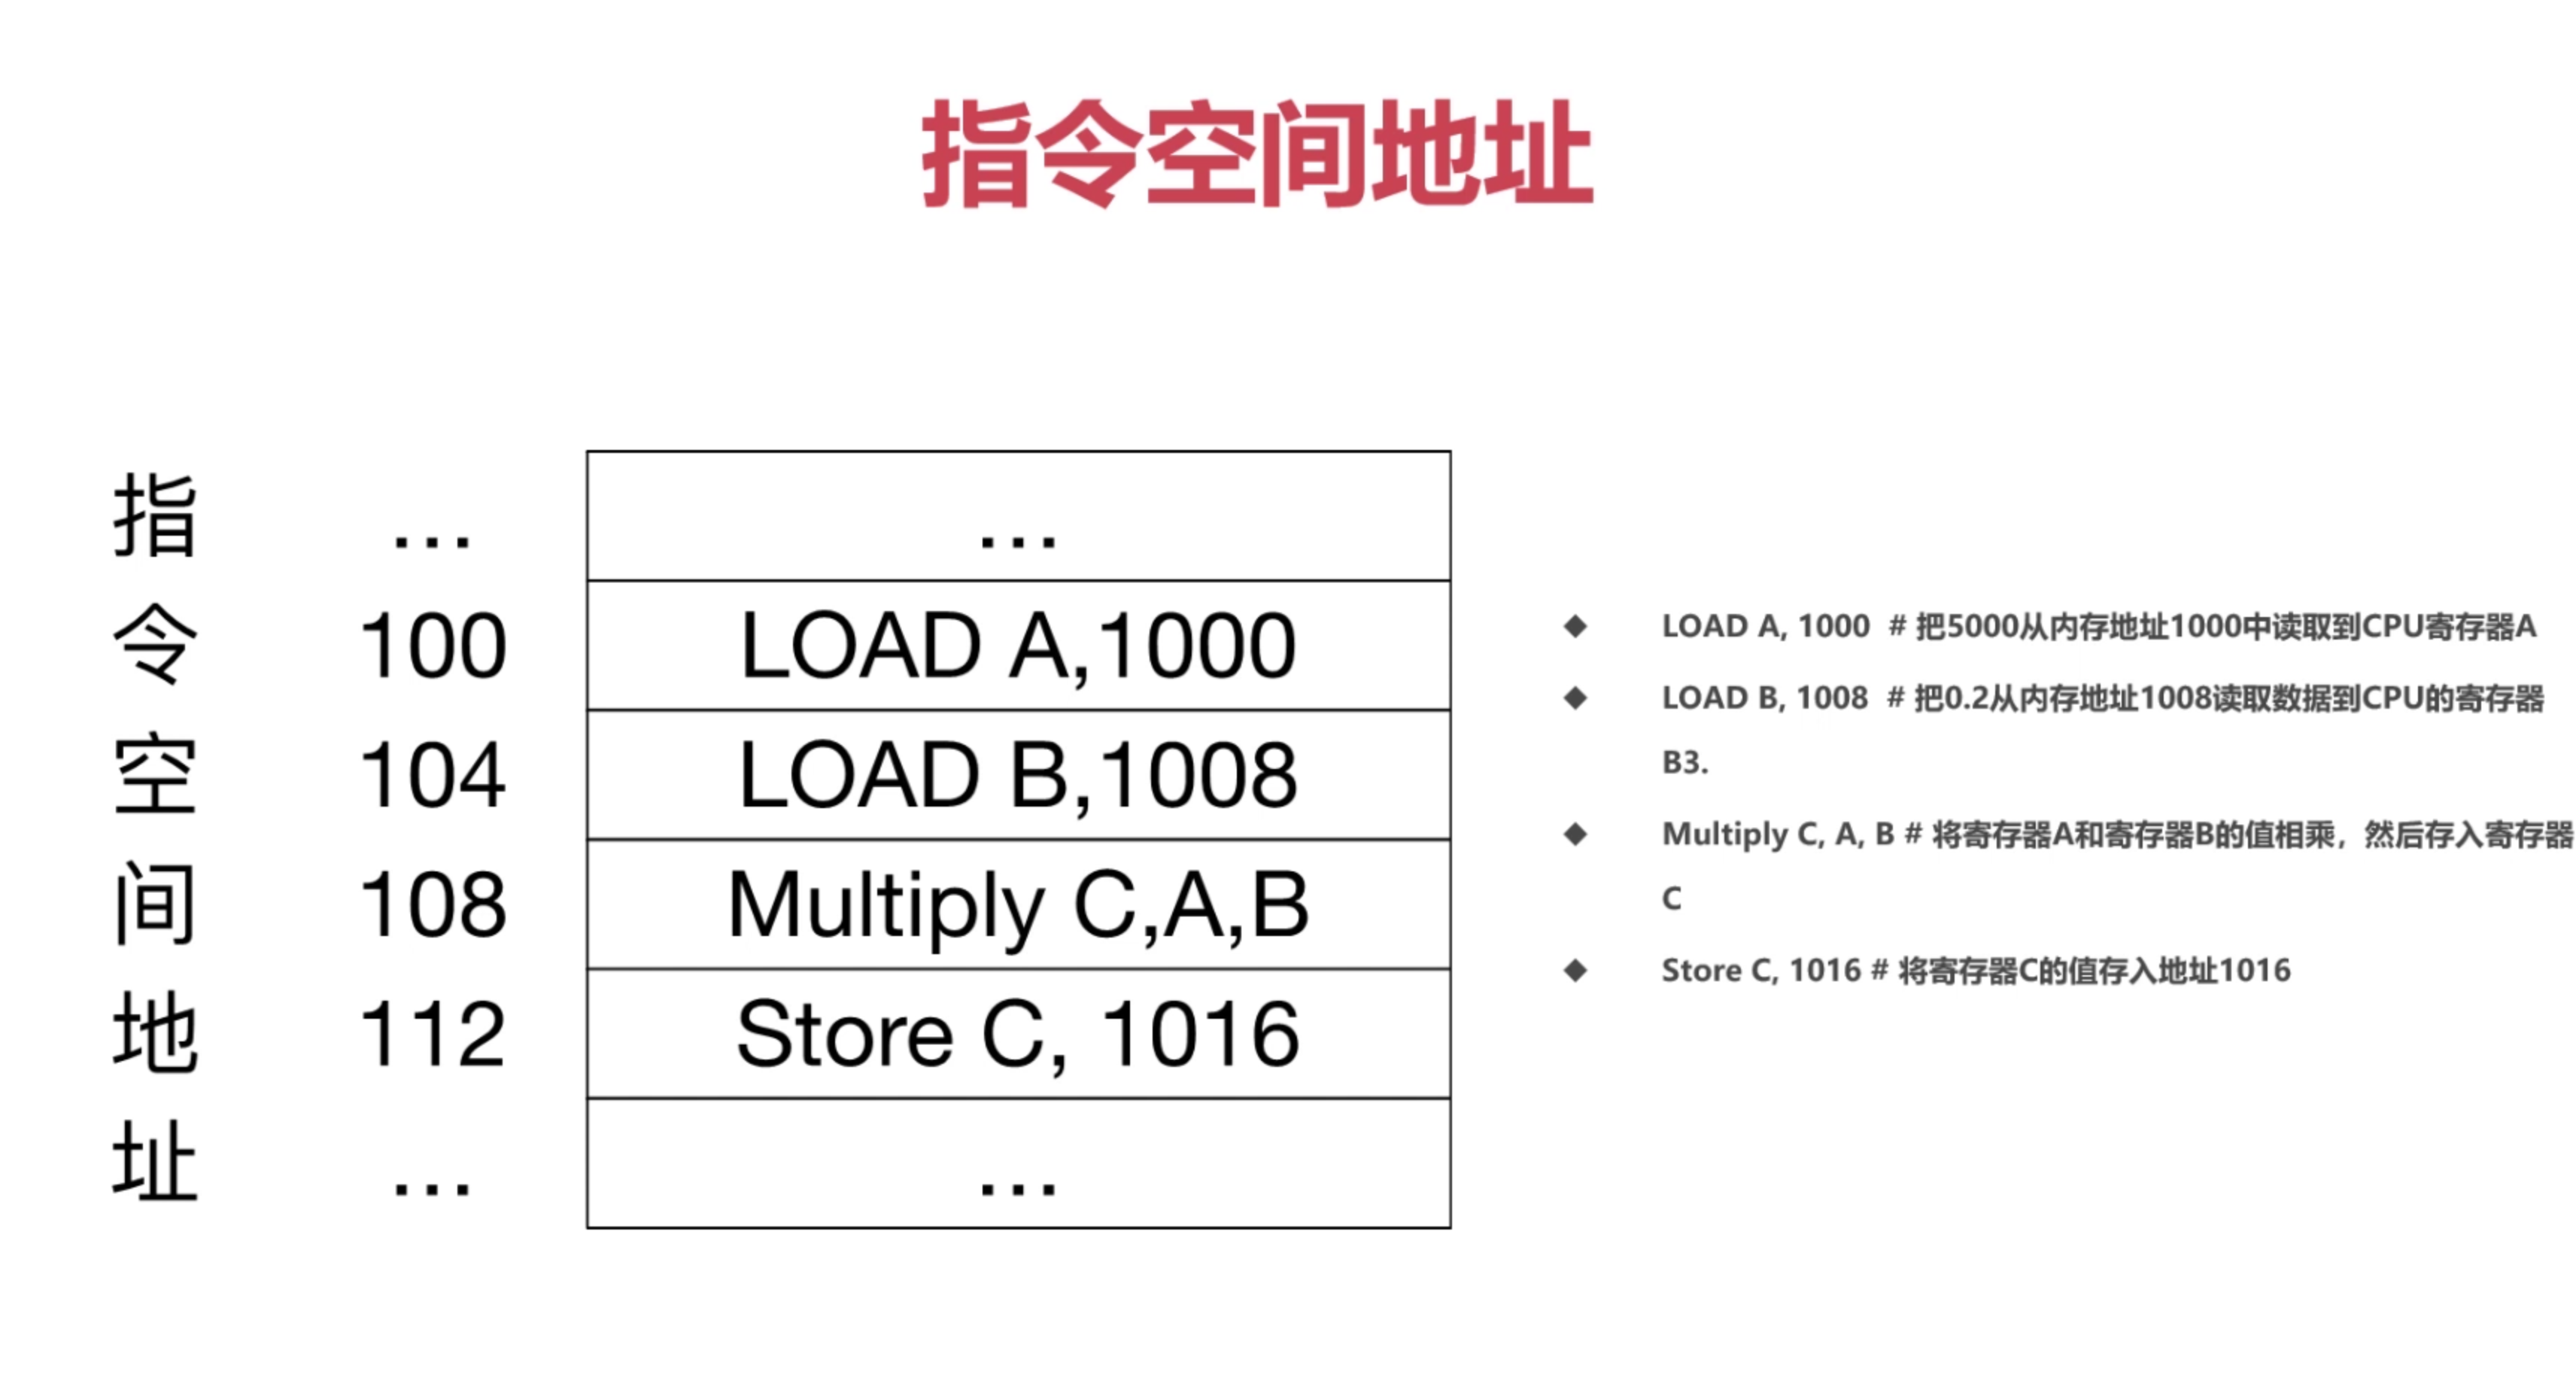 指令空间地址
指 ... ...
令 100 LOAD A,1000
空 104 LOAD B,1008
间 108 Multiply C,A,B
地 112 Store C, 1016
址 ... ...
◆ LOAD A, 1000 # 把5000从内存地址1000中读取到CPU寄存器A
◆ LOAD B, 1008 # 把0.2从内存地址1008读取数据到CPU的寄存器
B3.
◆ Multiply C, A, B # 将寄存器A和寄存器B的值相乘，然后存入寄存器
C
◆ Store C, 1016 # 将寄存器C的值存入地址1016